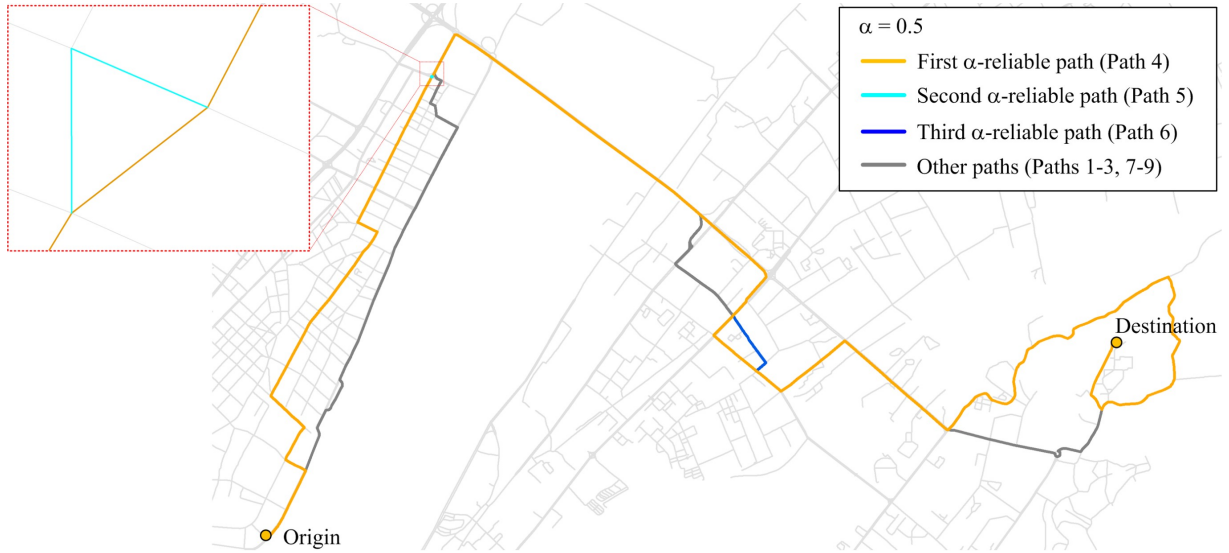 α = 0.5
First α-reliable path (Path 4)
Second α-reliable path (Path 5)
Third α-reliable path (Path 6)
Other paths (Paths 1-3, 7-9)
Destination
Origin